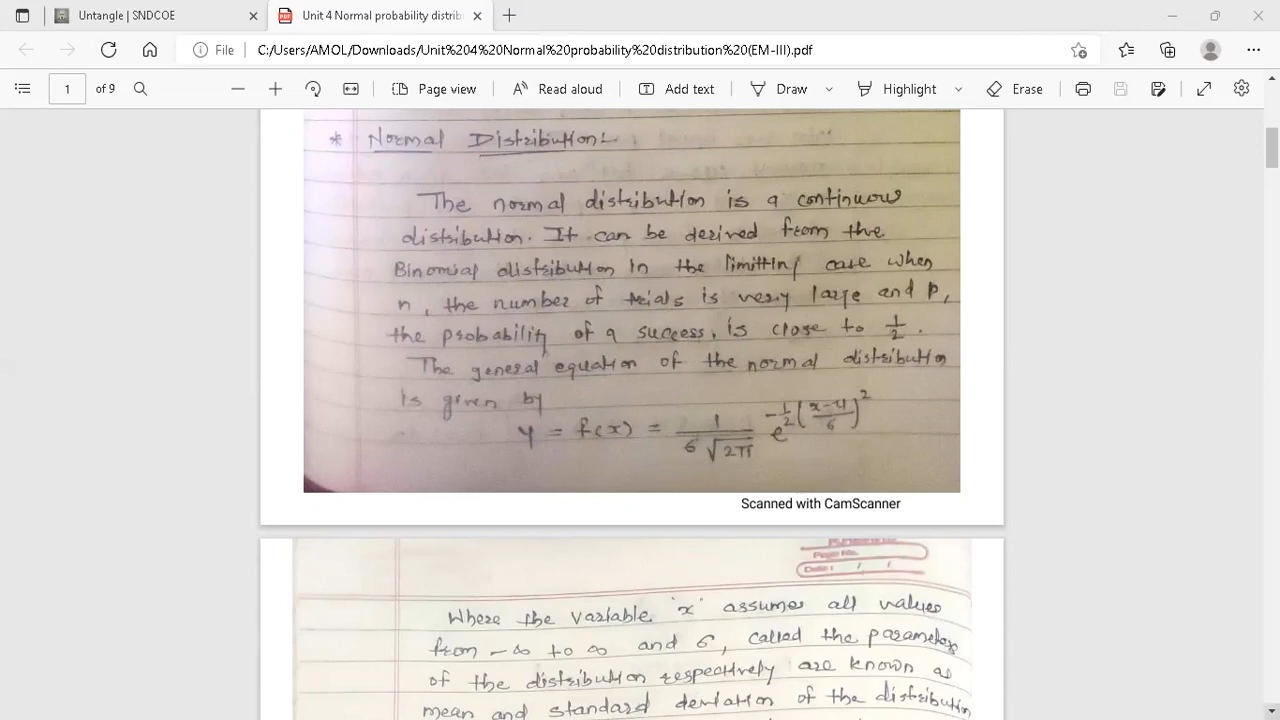 Untangle | SNDCOE
Unit 4 Normal probability distrib
File C:/Users/AMOL/Downloads/Unit%204%20Normal%20probability%20distribution%20(EM-III).pdf
1 of 9 Page view Read aloud Add text Draw Highlight Erase
* Normal Distribution:
The normal distribution is a continuous
distribution. It can be derived from the
Binomial distribution in the limitting case when
n, the number of trials is very large and p,
the probability of a success, is close to 1/2.
The general equation of the normal distribution
is given by
y = f(x) = 1/(σ√2π) e^-1/2((x-μ)/σ)^2
Scanned with CamScanner
Page No.
Date: / /
Where the variable 'x' assumes all values
from -∞ to ∞ and σ, called the parameters
of the distribution respectively are known as
mean and standard deviation of the distribution